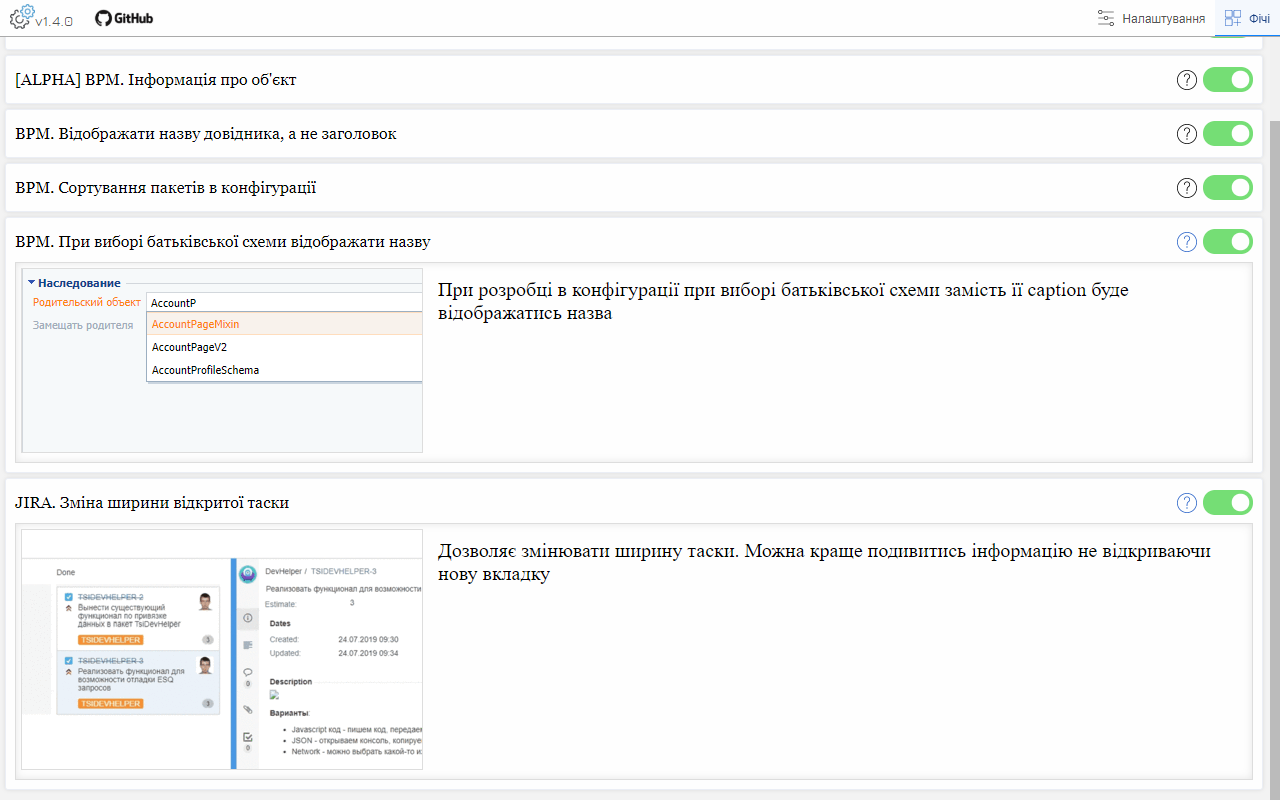 v1.4.0
GitHub
Налаштування
Фічі
[ALPHA] BPM. Інформація про об'єкт
?
BPM. Відображати назву довідника, а не заголовок
?
BPM. Сортування пакетів в конфігурації
?
BPM. При виборі батьківської схеми відображати назву
?
Наследование
Родительский объект
AccountP
Замещать родителя
AccountPageMixin
AccountPageV2
AccountProfileSchema
При розробці в конфігурації при виборі батьківської схеми замість її caption буде
відображатись назва
JIRA. Зміна ширини відкритої таски
?
Done
TSIDEVHELPER-2
Вынести существующий
функционал по привязке
данных в пакет TsiDevHelper
TSIDEVHELPER
3
TSIDEVHELPER-3
Реализовать функционал для
возможности отладки ESQ
запросов
TSIDEVHELPER
3
DevHelper / TSIDEVHELPER-3
Реализовать функционал для возможности
Estimate: 3
Dates
Created: 24.07.2019 09:30
Updated: 24.07.2019 09:34
Description
Варианты:
Javascript код - пишем код, передаем
JSON - открываем консоль, копируе
Network - можно выбрать какой-то и
0
0
Дозволяє змінювати ширину таски. Можна краще подивитись інформацію не відкриваючи
нову вкладку